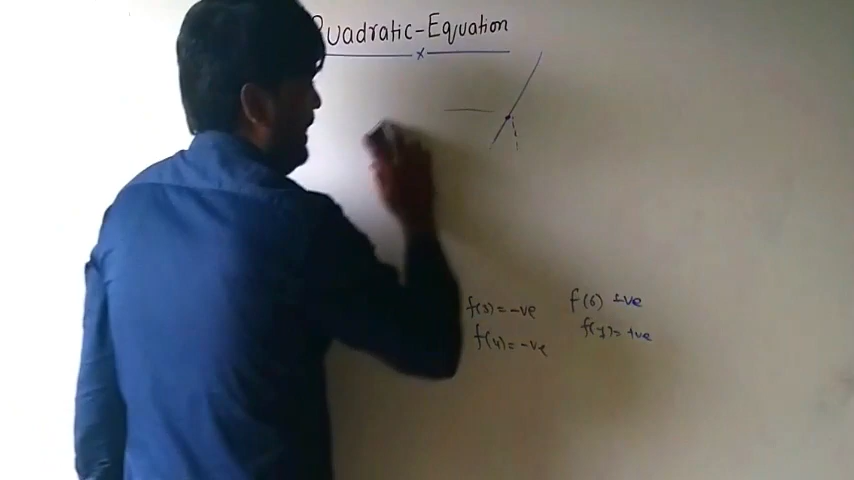 Quadratic-Equation
x
f(3) = -ve f(6) +ve
f(4) = -ve f(7) = +ve